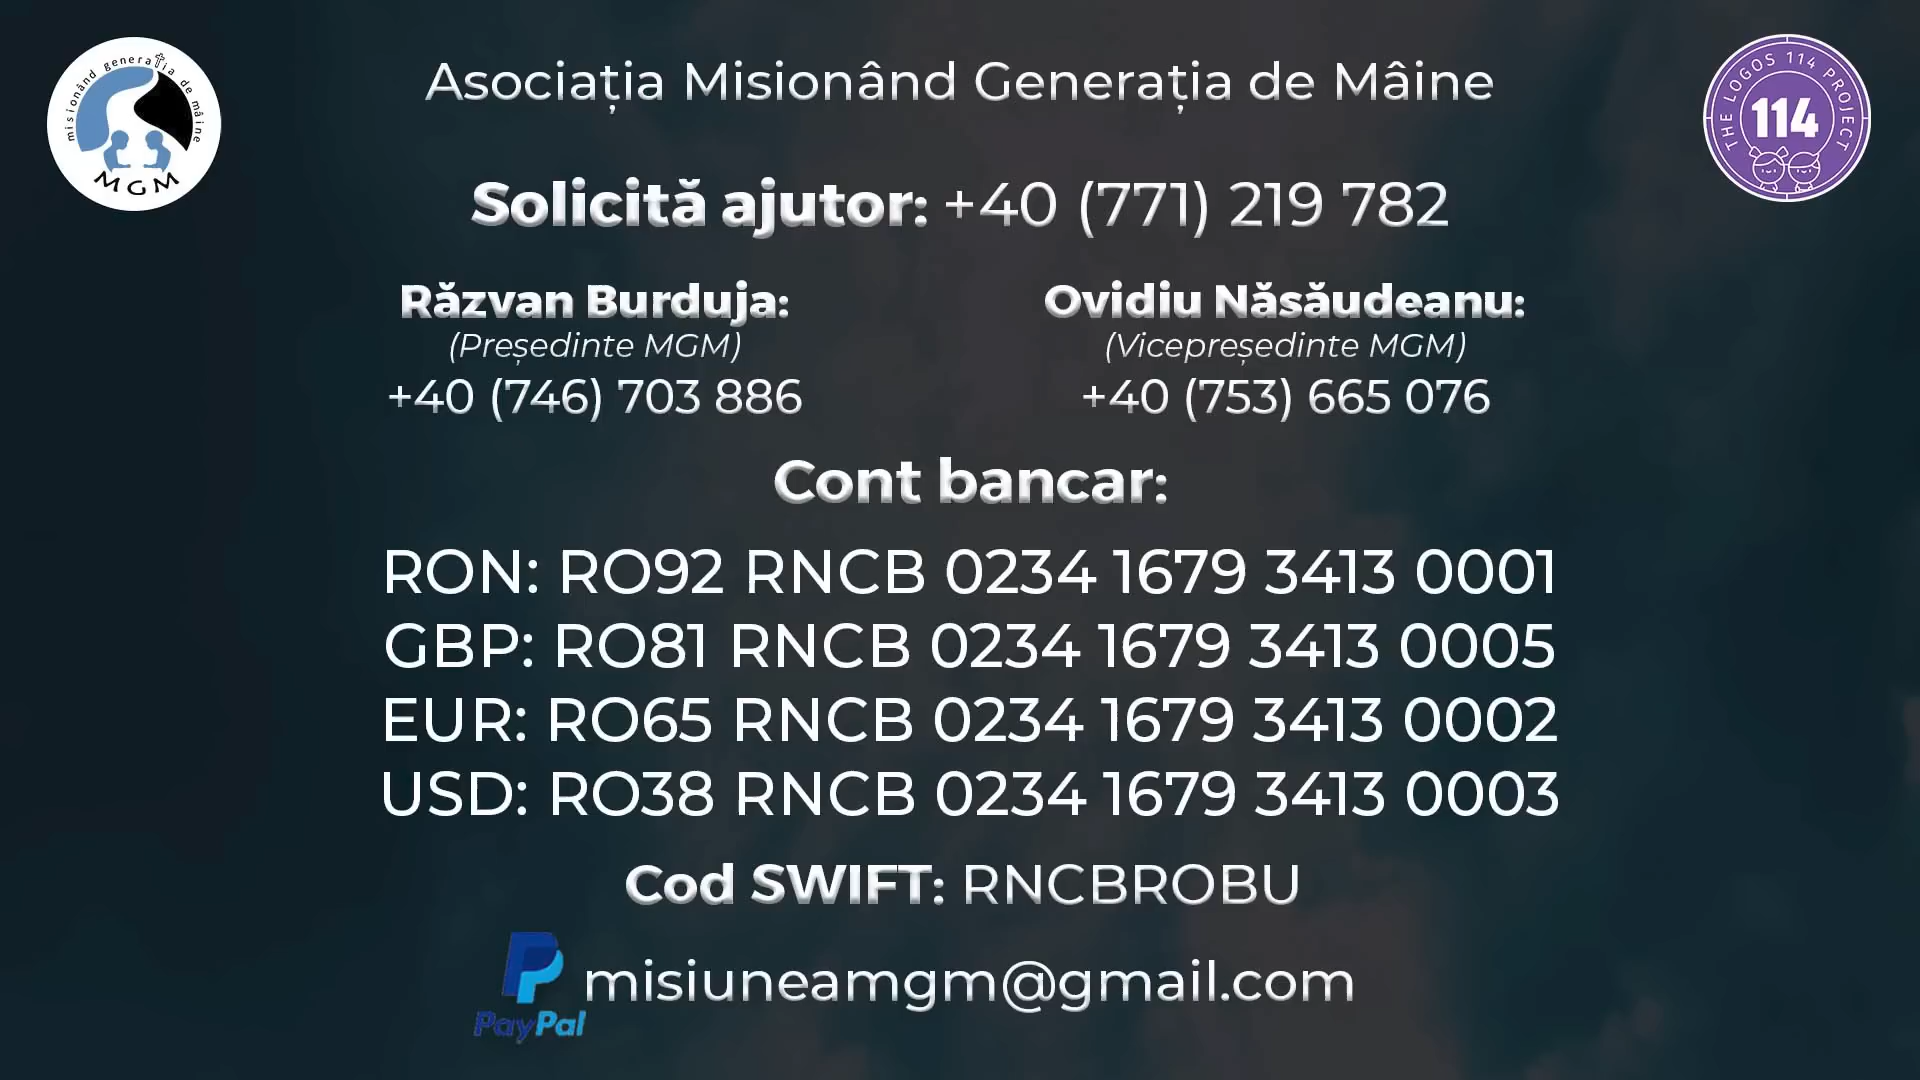 misionând generația de mâine
MGM
Asociația Misionând Generația de Mâine
THE LOGOS 114 PROJECT
114
Solicită ajutor: +40 (771) 219 782
Răzvan Burduja:
(Președinte MGM)
+40 (746) 703 886
Ovidiu Năsăudeanu:
(Vicepreședinte MGM)
+40 (753) 665 076
Cont bancar:
RON: RO92 RNCB 0234 1679 3413 0001
GBP: RO81 RNCB 0234 1679 3413 0005
EUR: RO65 RNCB 0234 1679 3413 0002
USD: RO38 RNCB 0234 1679 3413 0003
Cod SWIFT: RNCBROBU
PayPal
misiuneamgm@gmail.com